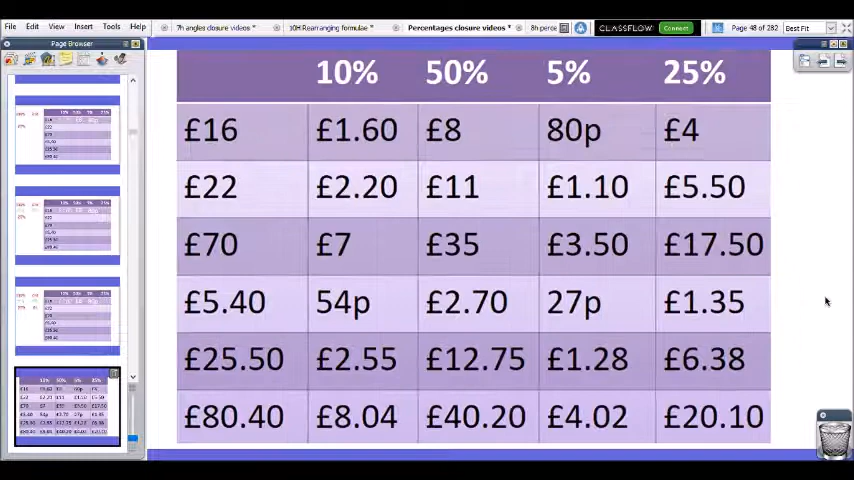 File Edit View Insert Tools Help
7h angles closure videos* 10H Rearranging formulae * Percentages closure videos * 8h perce CLASSFLOW Connect Page 48 of 282 Best Fit
Page Browser
10% 50% 5% 25%
£16 £1.60 £8 80p £4
£22 £2.20 £11 £1.10 £5.50
£70 £7 £35 £3.50 £17.50
£5.40 54p £2.70 27p £1.35
£25.50 £2.55 £12.75 £1.28 £6.38
£80.40 £8.04 £40.20 £4.02 £20.10